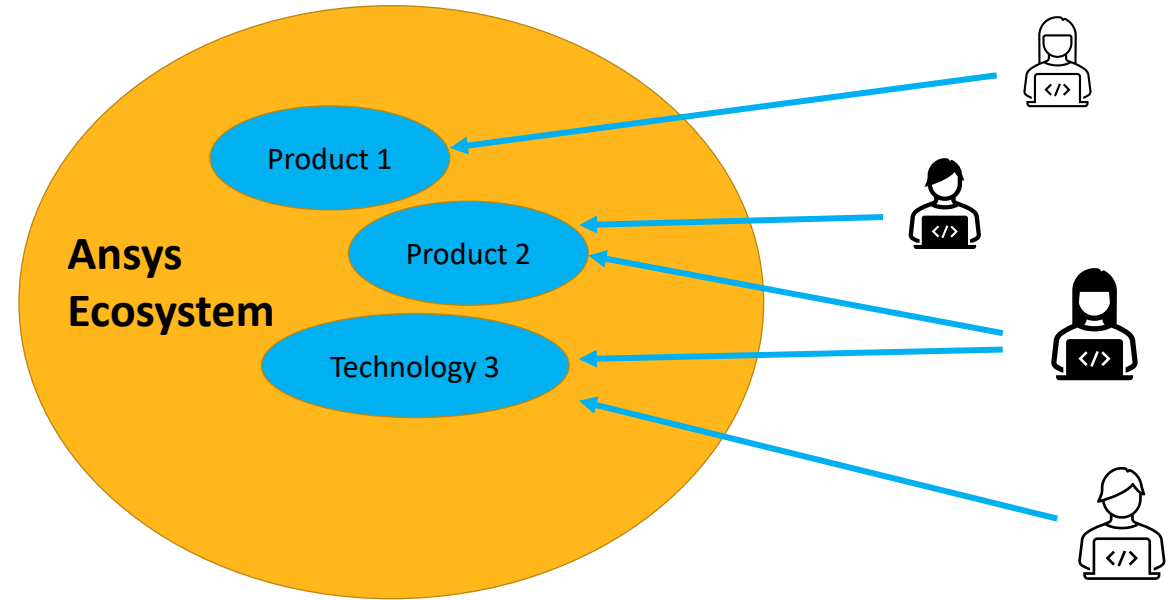 Product 1
Product 2
Ansys
Ecosystem
Technology 3
</>
</>
</>
</>